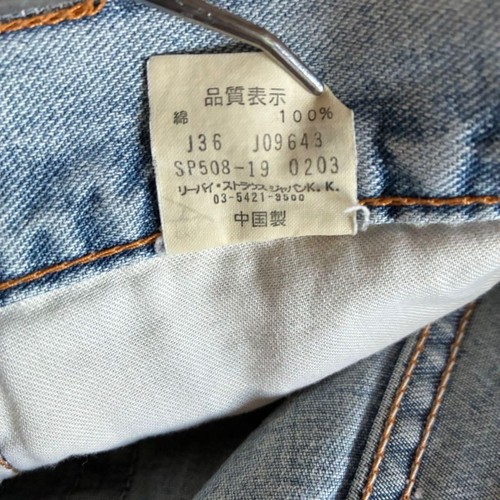 品質表示
綿 100%
J36 J09643
SP508-19 0203
リーバイ・ストラウス・ジャパンK.K.
03-5421-9500
中国製